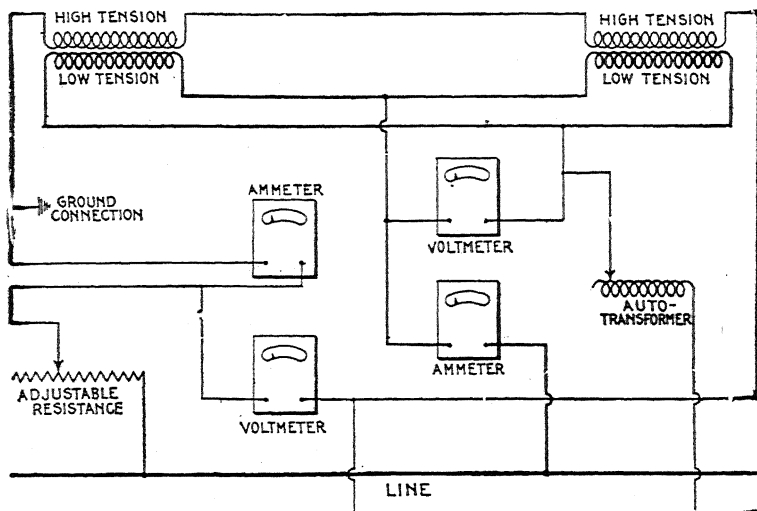 HIGH TENSION
HIGH TENSION
LOW TENSION
LOW TENSION
GROUND
CONNECTION
AMMETER
VOLTMETER
AUTO-
TRANSFORMER
AMMETER
ADJUSTABLE
RESISTANCE
VOLTMETER
LINE